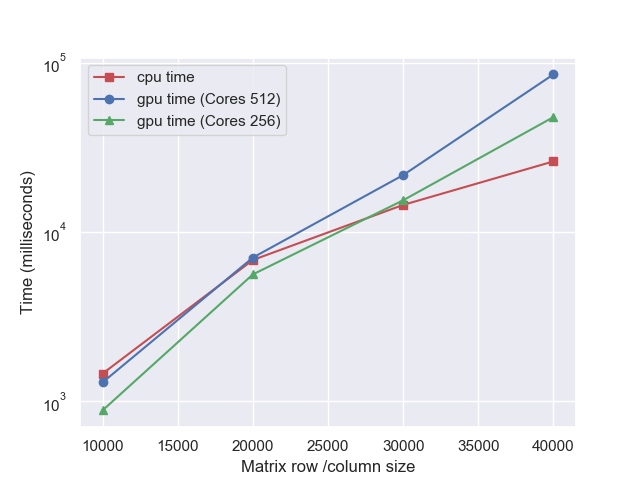 10^5
cpu time
gpu time (Cores 512)
gpu time (Cores 256)
10^4
10^3
Time (milliseconds)
10000 15000 20000 25000 30000 35000 40000
Matrix row /column size